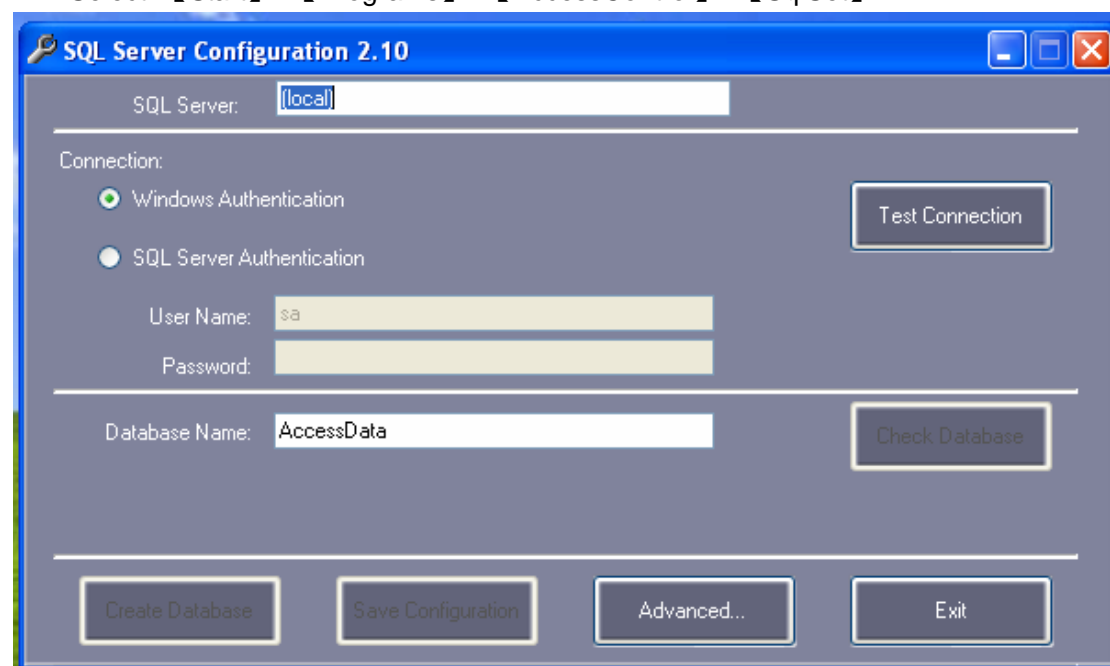 SQL Server Configuration 2.10
SQL Server: (local)
Connection:
Windows Authentication
Test Connection
SQL Server Authentication
User Name: sa
Password:
Database Name: AccessData
Check Database
Create Database Save Configuration Advanced... Exit